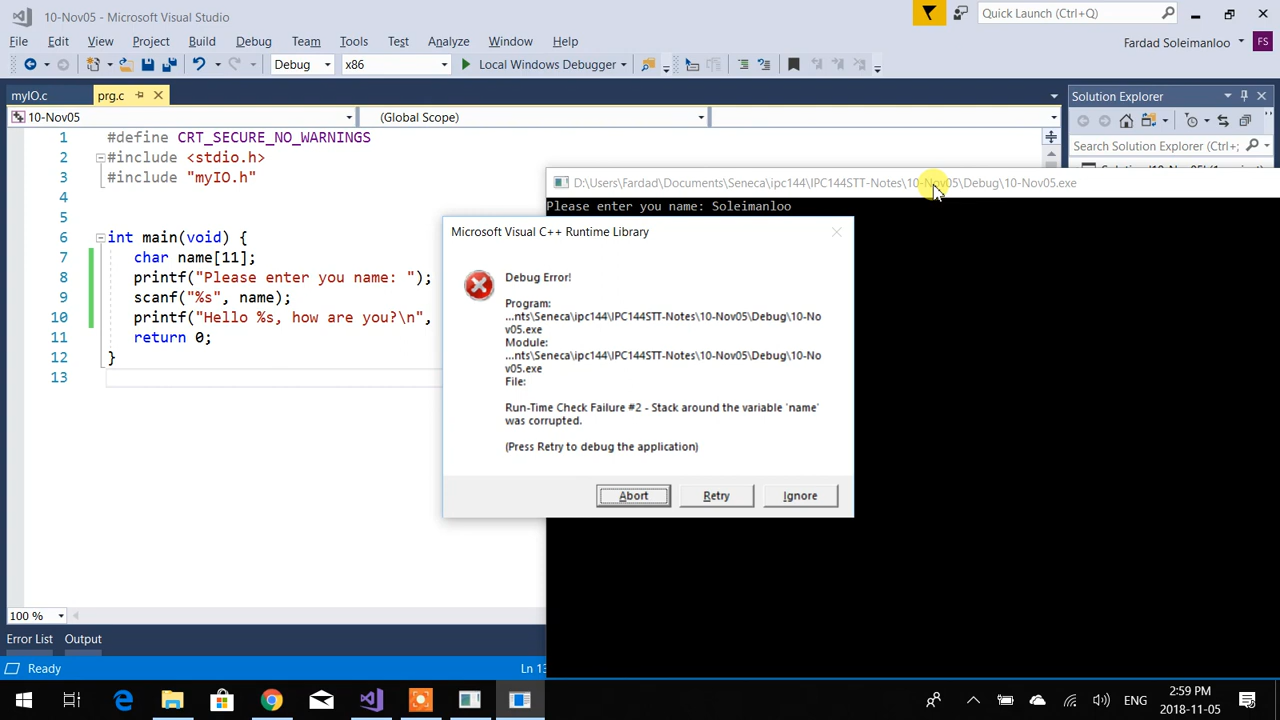 10-Nov05 - Microsoft Visual Studio
Quick Launch (Ctrl+Q)
File Edit View Project Build Debug Team Tools Test Analyze Window Help
Fardad Soleimanloo FS
Debug x86 Local Windows Debugger
myIO.c prg.c
Solution Explorer
10-Nov05 (Global Scope)
Search Solution Explorer (Ctrl+;
1 #define CRT_SECURE_NO_WARNINGS
2 #include <stdio.h>
3 #include "myIO.h"
4
5
6 int main(void) {
7 char name[11];
8 printf("Please enter you name: ");
9 scanf("%s", name);
10 printf("Hello %s, how are you?\n",
11 return 0;
12 }
13
D:\Users\Fardad\Documents\Seneca\ipc144\IPC144STT-Notes\10-Nov05\Debug\10-Nov05.exe
Please enter you name: Soleimanloo
Microsoft Visual C++ Runtime Library
Debug Error!
Program:
...nts\Seneca\ipc144\IPC144STT-Notes\10-Nov05\Debug\10-No
v05.exe
Module:
...nts\Seneca\ipc144\IPC144STT-Notes\10-Nov05\Debug\10-No
v05.exe
File:
Run-Time Check Failure #2 - Stack around the variable 'name'
was corrupted.
(Press Retry to debug the application)
Abort Retry Ignore
100 %
Error List Output
Ready Ln 13
ENG
2:59 PM
2018-11-05